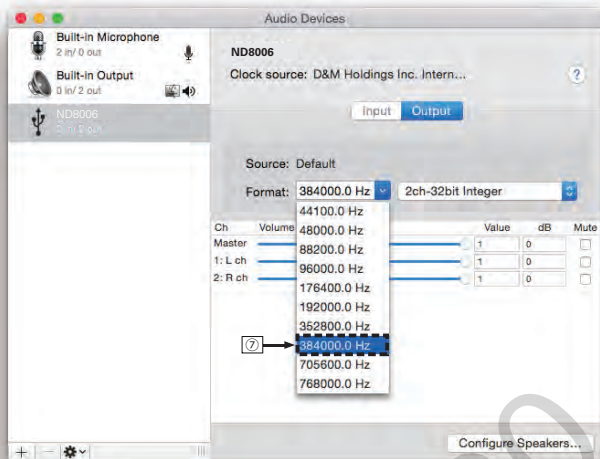 Audio Devices
Built-in Microphone
2 in/ 0 out
Built-in Output
0 in/ 2 out
ND8006
0 in/ 2 out
ND8006
Clock source: D&M Holdings Inc. Intern...
?
Input Output
Source: Default
Format: 384000.0 Hz 2ch-32bit Integer
44100.0 Hz
48000.0 Hz
88200.0 Hz
96000.0 Hz
176400.0 Hz
192000.0 Hz
352800.0 Hz
⑦ 384000.0 Hz
705600.0 Hz
768000.0 Hz
Ch Volume Value dB Mute
Master 1 0
1: L ch 1 0
2: R ch 1 0
Configure Speakers...